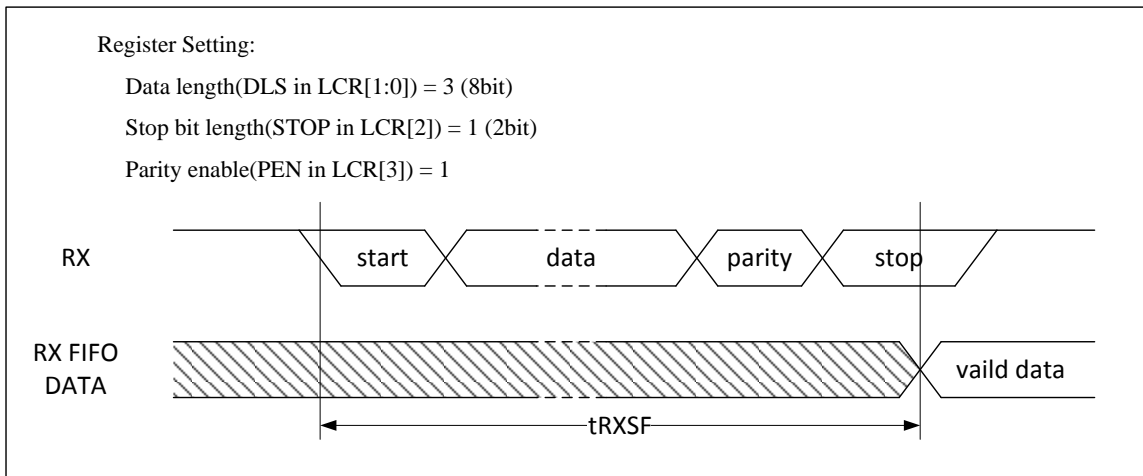 Register Setting:
Data length(DLS in LCR[1:0]) = 3 (8bit)
Stop bit length(STOP in LCR[2]) = 1 (2bit)
Parity enable(PEN in LCR[3]) = 1
RX
start
data
parity
stop
RX FIFO
DATA
vaild data
tRXSF